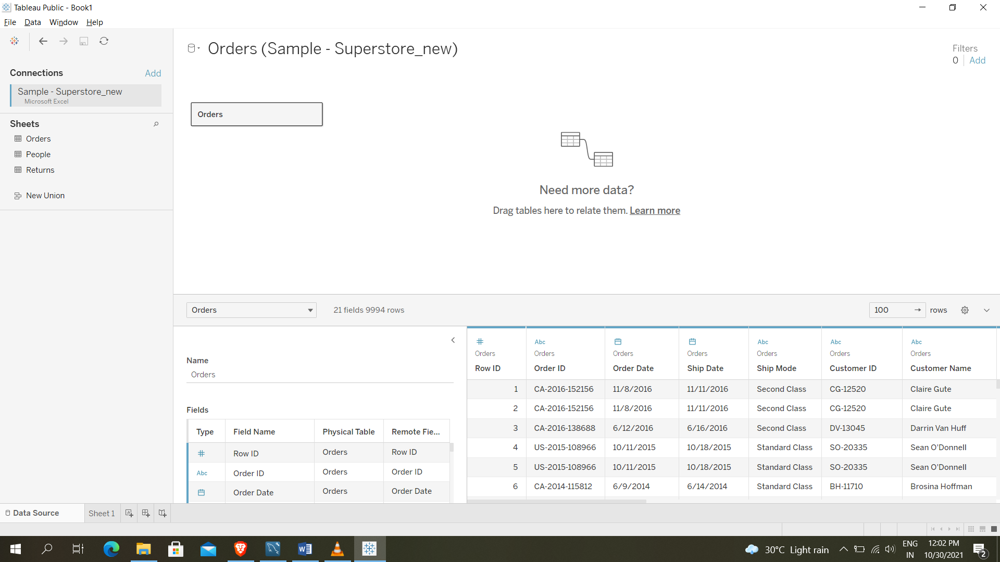 Tableau Public - Book1
File Data Window Help
Connections Add
Sample - Superstore_new
Microsoft Excel
Sheets
Orders
People
Returns
New Union
Orders (Sample - Superstore_new)
Filters
0 Add
Orders
Need more data?
Drag tables here to relate them. Learn more
Orders 21 fields 9994 rows 100 rows
Name
Orders
Fields
Type Field Name Physical Table Remote Fie...
Row ID Orders Row ID
Abc Order ID Orders Order ID
Order Date Orders Order Date
Abc Abc Abc Abc
Orders Orders Orders Orders Orders Orders Orders
Row ID Order ID Order Date Ship Date Ship Mode Customer ID Customer Name
1 CA-2016-152156 11/8/2016 11/11/2016 Second Class CG-12520 Claire Gute
2 CA-2016-152156 11/8/2016 11/11/2016 Second Class CG-12520 Claire Gute
3 CA-2016-138688 6/12/2016 6/16/2016 Second Class DV-13045 Darrin Van Huff
4 US-2015-108966 10/11/2015 10/18/2015 Standard Class SO-20335 Sean O'Donnell
5 US-2015-108966 10/11/2015 10/18/2015 Standard Class SO-20335 Sean O'Donnell
6 CA-2014-115812 6/9/2014 6/14/2014 Standard Class BH-11710 Brosina Hoffman
Data Source Sheet 1
30°C Light rain
ENG
IN
12:02 PM
10/30/2021
2